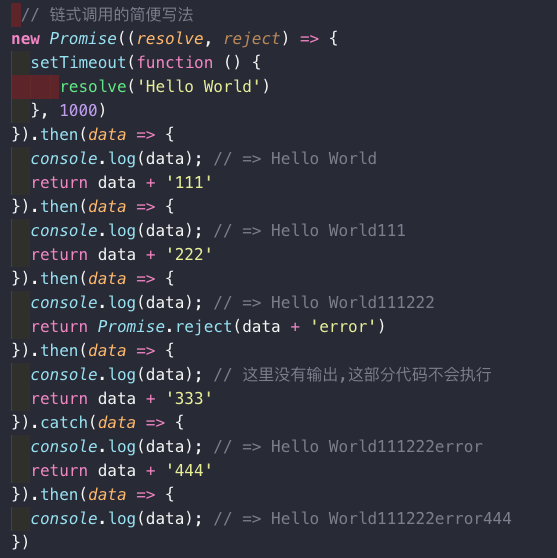 // 链式调用的简便写法
new Promise((resolve, reject) => {
  setTimeout(function () {
     resolve('Hello World')
  }, 1000)
}).then(data => {
  console.log(data); // => Hello World
  return data + '111'
}).then(data => {
  console.log(data); // => Hello World111
  return data + '222'
}).then(data => {
  console.log(data); // => Hello World111222
  return Promise.reject(data + 'error')
}).then(data => {
  console.log(data); // 这里没有输出,这部分代码不会执行
  return data + '333'
}).catch(data => {
  console.log(data); // => Hello World111222error
  return data + '444'
}).then(data => {
  console.log(data); // => Hello World111222error444
})